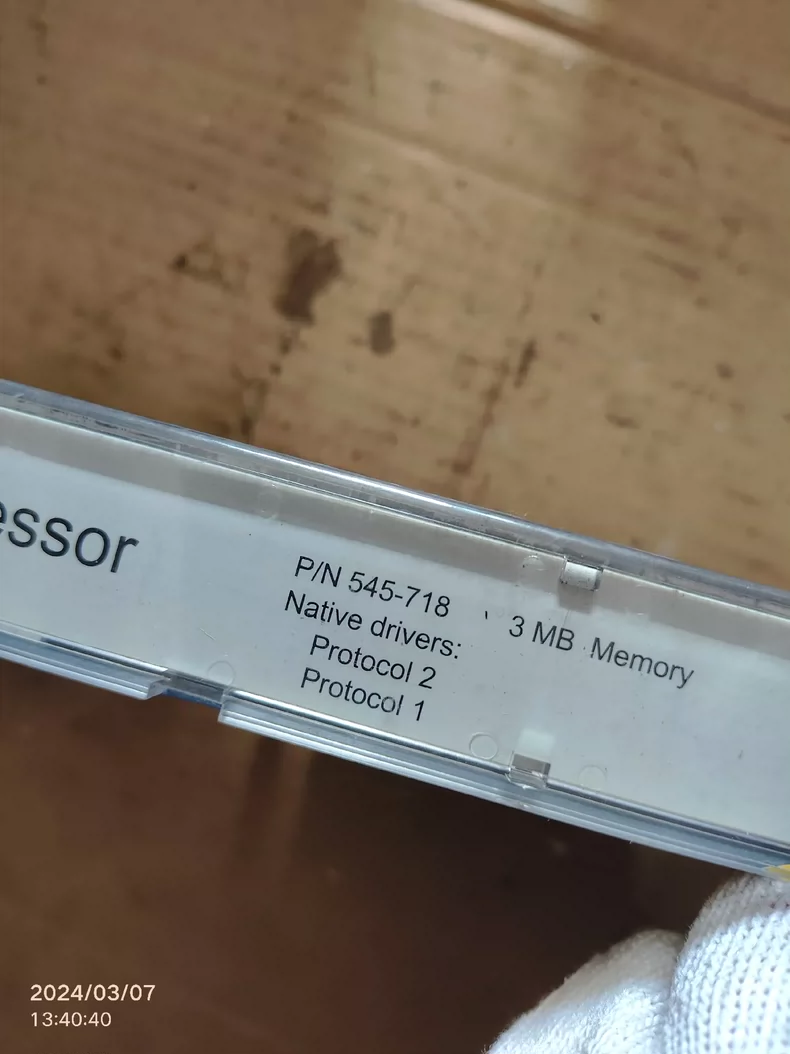 essor
P/N 545-718
Native drivers:
Protocol 2
Protocol 1
3 MB Memory
2024/03/07
13:40:40